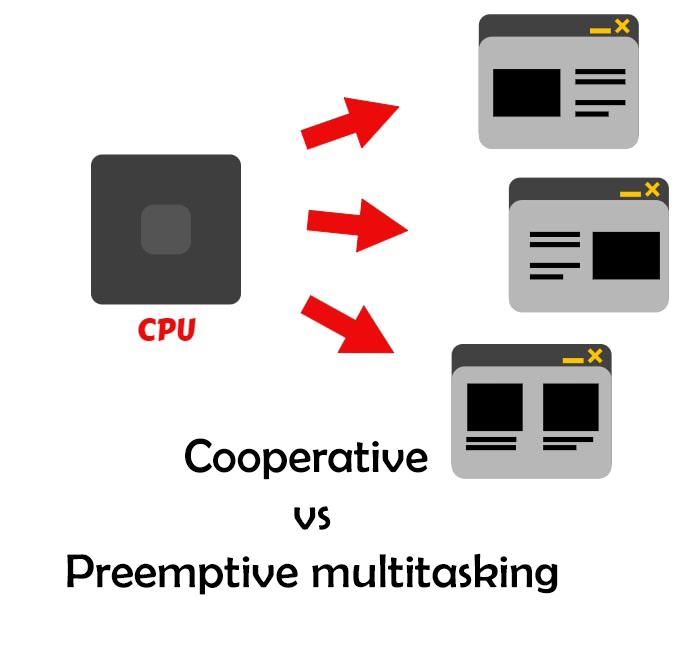 CPU
Cooperative
vs
Preemptive multitasking